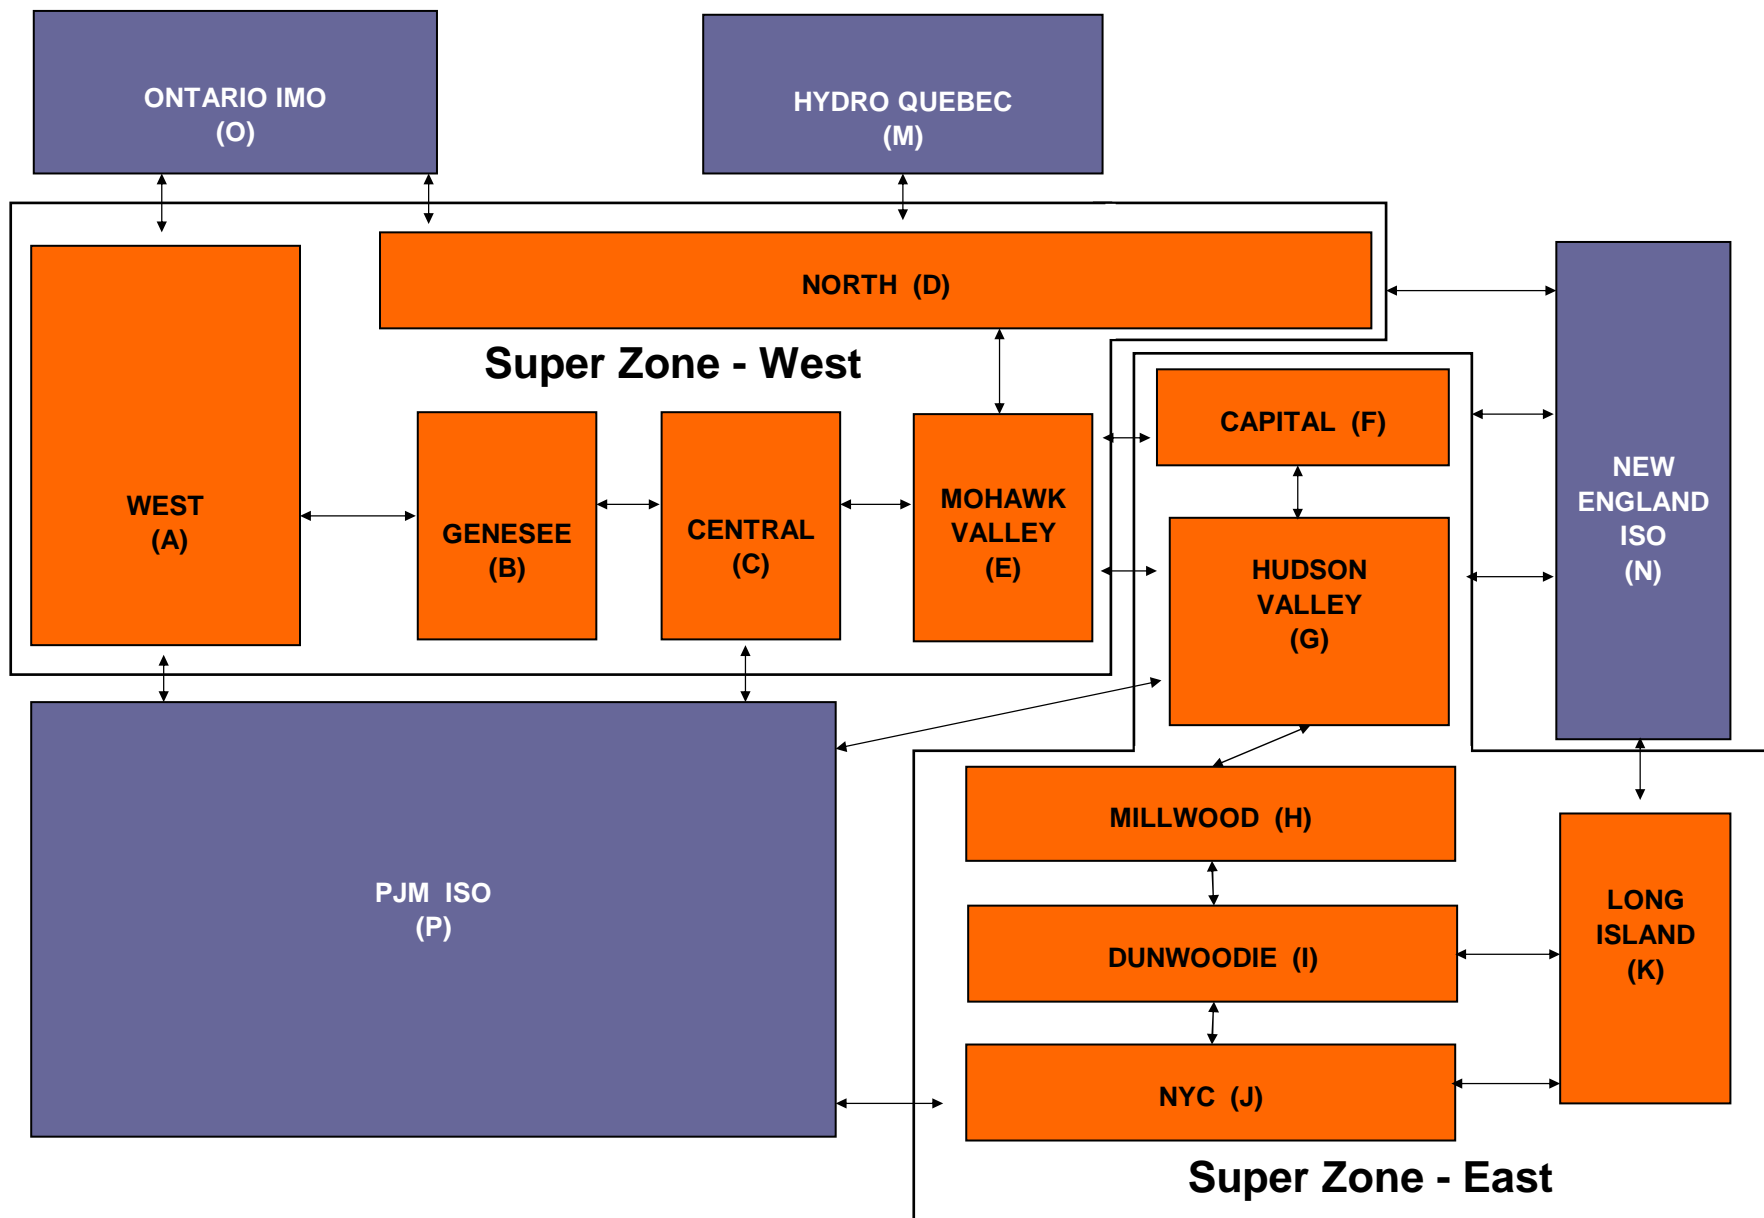 ONTARIO IMO
(O)
HYDRO QUEBEC
(M)
NORTH (D)
Super Zone - West
CAPITAL (F)
WEST
(A)
GENESEE
(B)
CENTRAL
(C)
MOHAWK
VALLEY
(E)
HUDSON
VALLEY
(G)
NEW
ENGLAND
ISO
(N)
MILLWOOD (H)
PJM ISO
(P)
DUNWOODIE (I)
LONG
ISLAND
(K)
NYC (J)
Super Zone - East